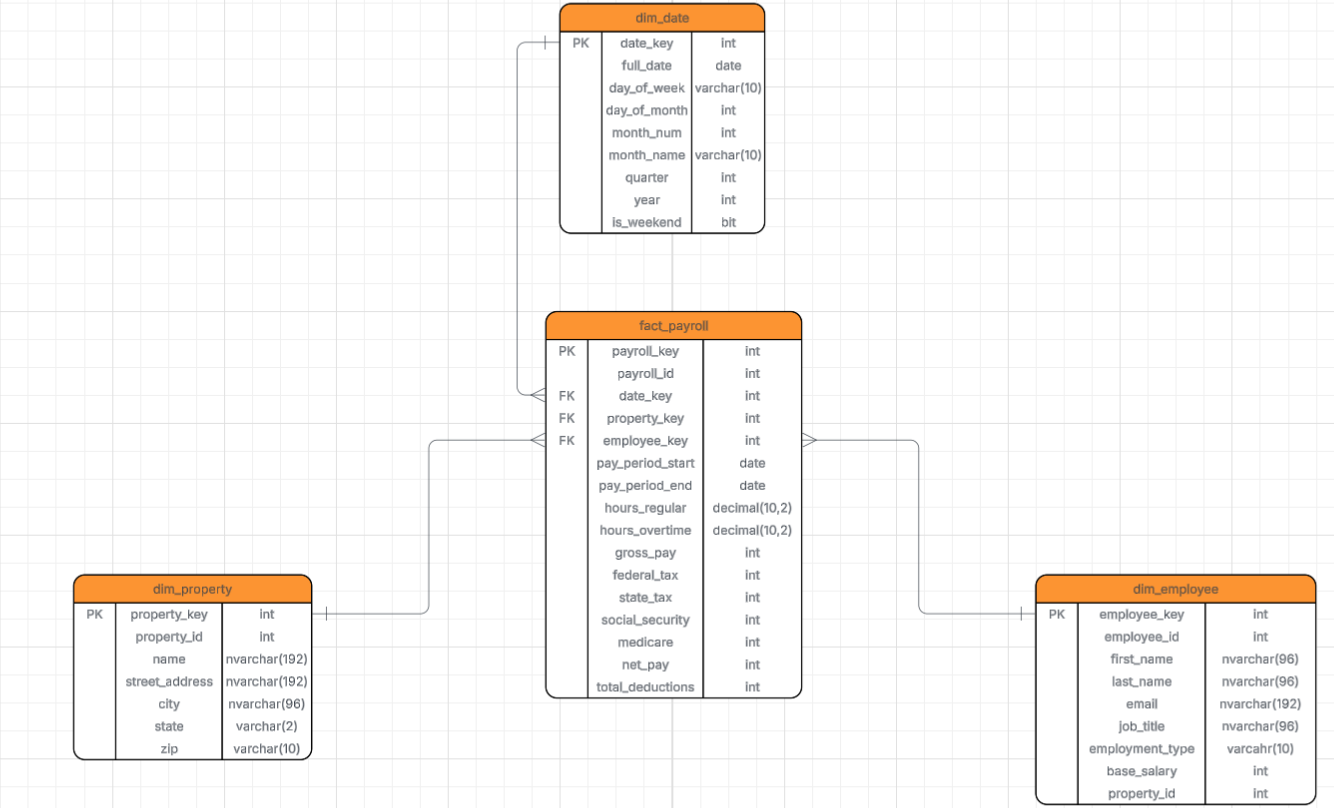 dim_date
PK date_key int
full_date date
day_of_week varchar(10)
day_of_month int
month_num int
month_name varchar(10)
quarter int
year int
is_weekend bit
fact_payroll
PK payroll_key int
payroll_id int
FK date_key int
FK property_key int
FK employee_key int
pay_period_start date
pay_period_end date
hours_regular decimal(10,2)
hours_overtime decimal(10,2)
gross_pay int
federal_tax int
state_tax int
social_security int
medicare int
net_pay int
total_deductions int
dim_property
PK property_key int
property_id int
name nvarchar(192)
street_address nvarchar(192)
city nvarchar(96)
state varchar(2)
zip varchar(10)
dim_employee
PK employee_key int
employee_id int
first_name nvarchar(96)
last_name nvarchar(96)
email nvarchar(192)
job_title nvarchar(96)
employment_type varcahr(10)
base_salary int
property_id int